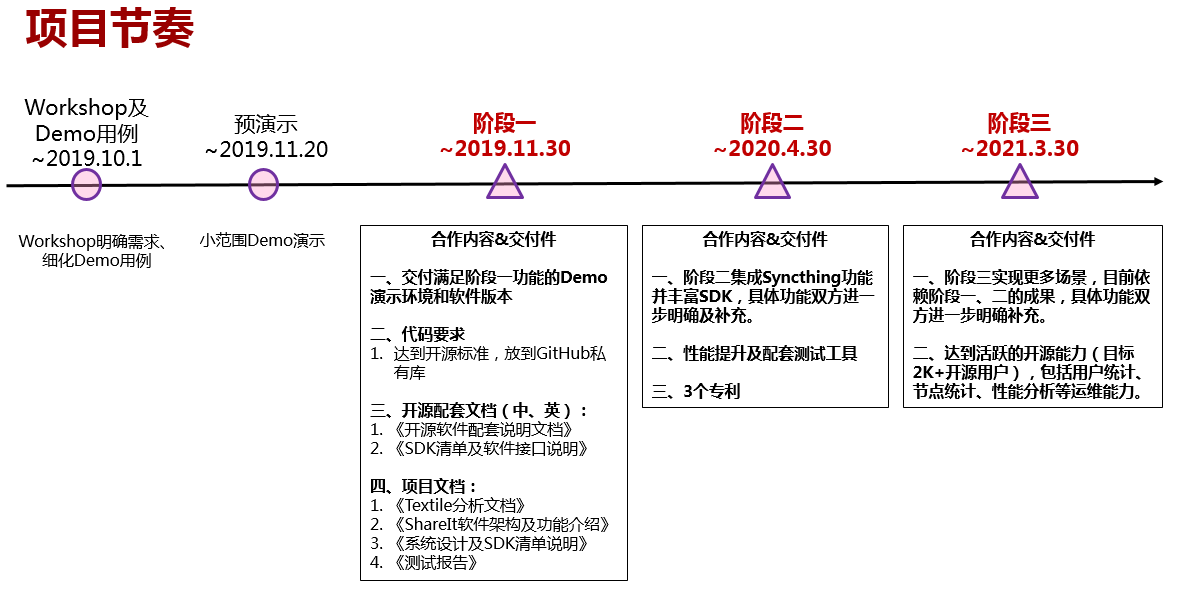 项目节奏
Workshop及
Demo用例
~2019.10.1
预演示
~2019.11.20
阶段一
~2019.11.30
阶段二
~2020.4.30
阶段三
~2021.3.30
Workshop明确需求、
细化Demo用例
小范围Demo演示
合作内容&交付件
一、交付满足阶段一功能的Demo
演示环境和软件版本
二、代码要求
1. 达到开源标准，放到GitHub私
有库
三、开源配套文档（中、英）：
1. 《开源软件配套说明文档》
2. 《SDK清单及软件接口说明》
四、项目文档：
1. 《Textile分析文档》
2. 《ShareIt软件架构及功能介绍》
3. 《系统设计及SDK清单说明》
4. 《测试报告》
合作内容&交付件
一、阶段二集成Syncthing功能
并丰富SDK，具体功能双方进一
步明确及补充。
二、性能提升及配套测试工具
三、3个专利
合作内容&交付件
一、阶段三实现更多场景，目前依
赖阶段一、二的成果，具体功能双
方进一步明确补充。
二、达到活跃的开源能力（目标
2K+开源用户），包括用户统计、
节点统计、性能分析等运维能力。